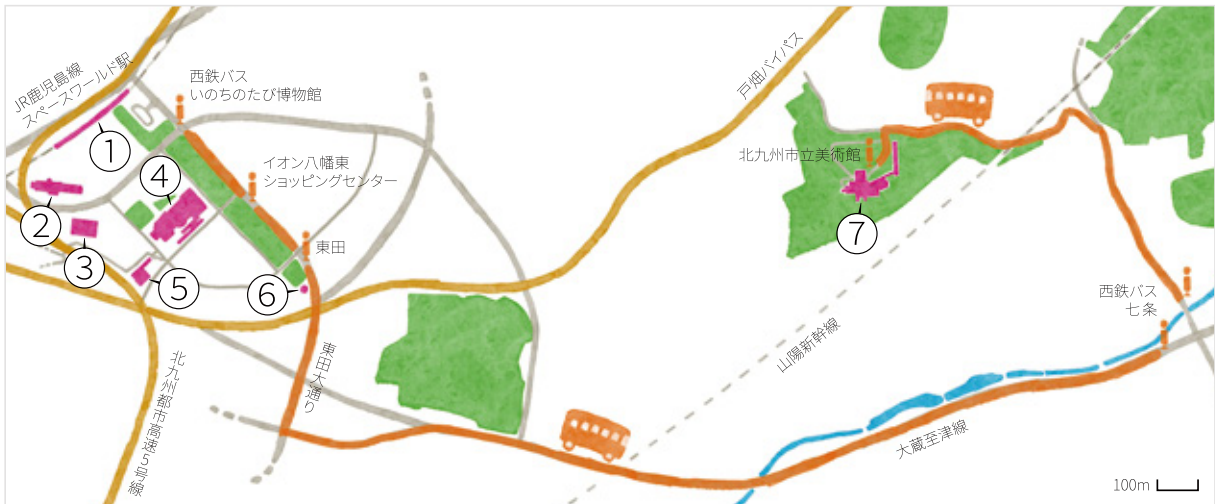 JR鹿児島線
スペースワールド駅
西鉄バス
いのちのたび博物館
①
②
③
④
⑤
⑥
イオン八幡東
ショッピングセンター
東田
東田大通り
北九州都市高速5号線
戸畑バイパス
北九州市立美術館
⑦
山陽新幹線
西鉄バス
七条
大蔵至津線
100m